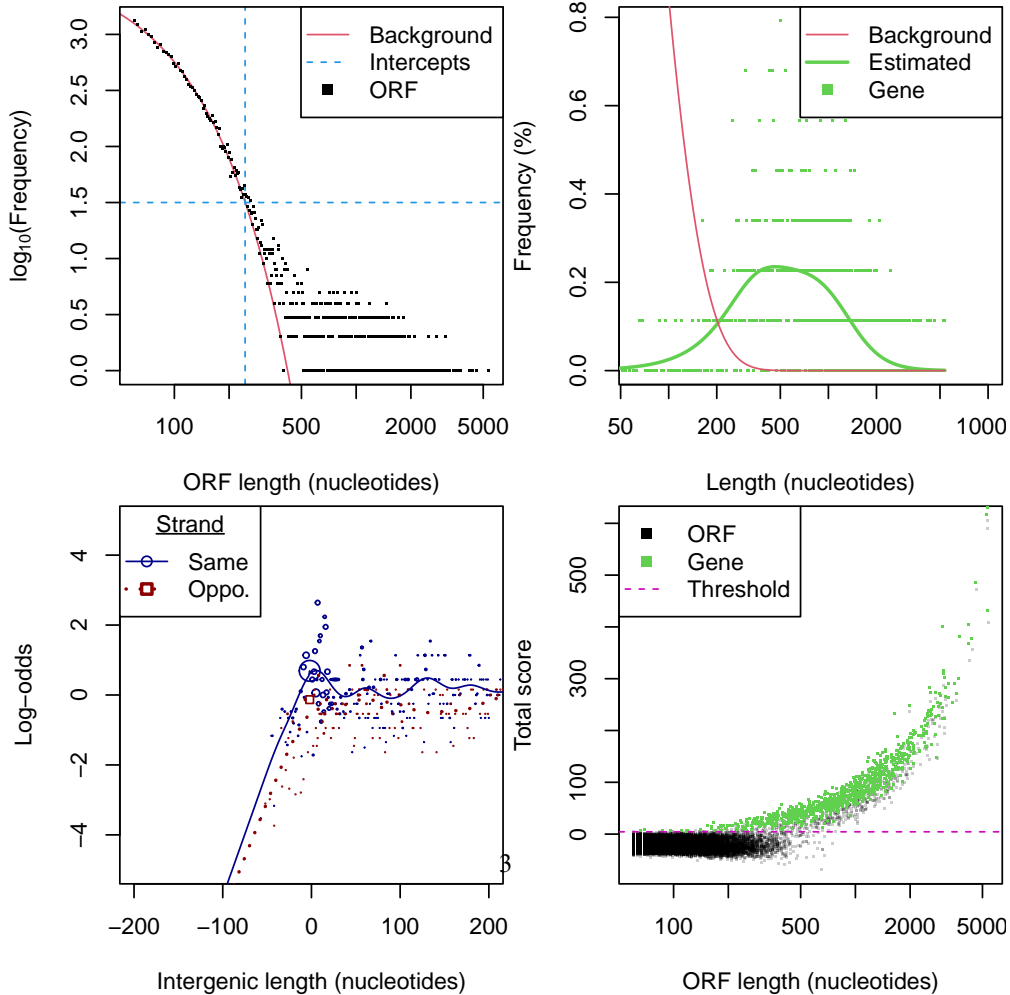 log₁₀(Frequency)
3.0
2.5
2.0
1.5
1.0
0.5
0.0
Background
Intercepts
ORF
100
500
2000
5000
ORF length (nucleotides)
Frequency (%)
0.8
0.6
0.4
0.2
0.0
Background
Estimated
Gene
50
200
500
2000
1000
Length (nucleotides)
Log−odds
4
2
0
−2
−4
Strand
Same
Oppo.
3
−200
−100
0
100
200
Intergenic length (nucleotides)
Total score
500
300
100
0
ORF
Gene
Threshold
100
500
2000
5000
ORF length (nucleotides)